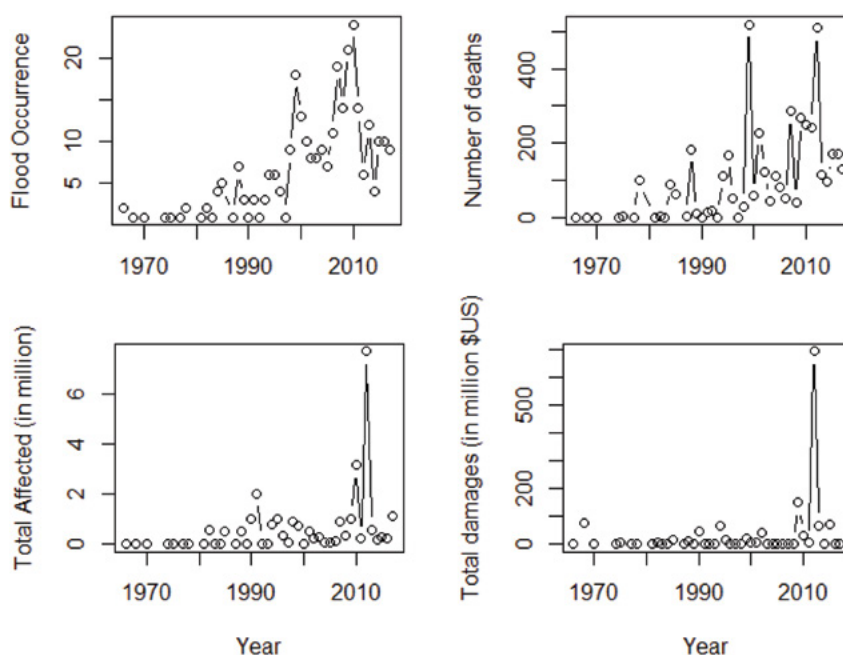 Flood Occurrence
20
10
5
1970 1990 2010
Number of deaths
400
200
0
1970 1990 2010
Total Affected (in million)
6
4
2
0
1970 1990 2010
Year
Total damages (in million $US)
500
200
0
1970 1990 2010
Year